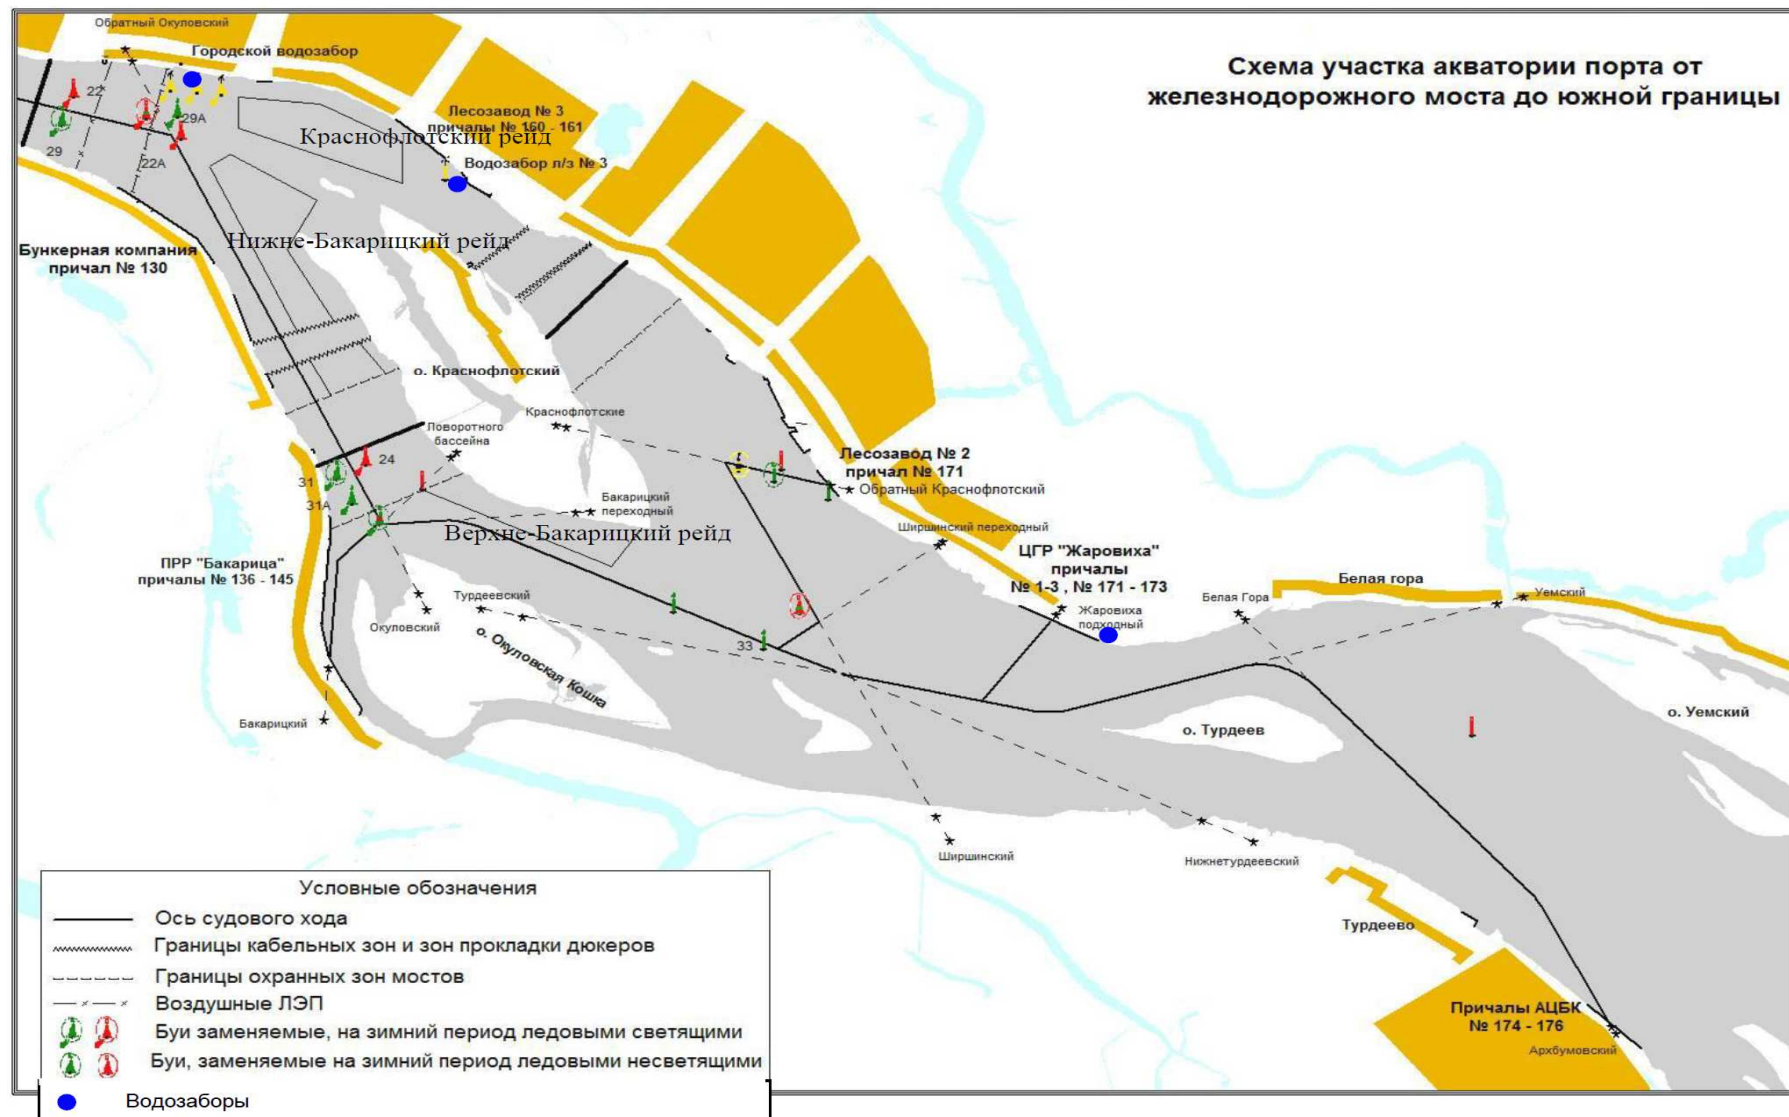 Обратный Окуловский
Городской водозабор
Схема участка акватории порта от
железнодорожного моста до южной границы
22
29А
29
22А
Лесозавод № 3
причалы № 160 - 161
Краснофлотский рейд
Водозабор л/з № 3
Бункерная компания
причал № 130
Нижне-Бакарицкий рейд
о. Краснофлотский
Краснофлотские
Поворотного
бассейна
24
31
31А
Лесозавод № 2
причал № 171
Обратный Краснофлотский
Бакарицкий
переходный
Верхне-Бакарицкий рейд
Ширшинский переходный
ПРР "Бакарица"
причалы № 136 - 145
ЦГР "Жаровиха"
причалы
№ 1-3 , № 171 - 173
Жаровиха
подходный
Белая гора
Белая Гора
Уемский
Турдеевский
Окуловский
о. Окуловская Кошка
33
Бакарицкий
о. Турдеев
о. Уемский
Ширшинский
Нижнетурдеевский
Турдеево
Причалы АЦБК
№ 174 - 176
Архбумовский
Условные обозначения
Ось судового хода
Границы кабельных зон и зон прокладки дюкеров
Границы охранных зон мостов
Воздушные ЛЭП
Буи заменяемые, на зимний период ледовыми светящими
Буи, заменяемые на зимний период ледовыми несветящими
Водозаборы